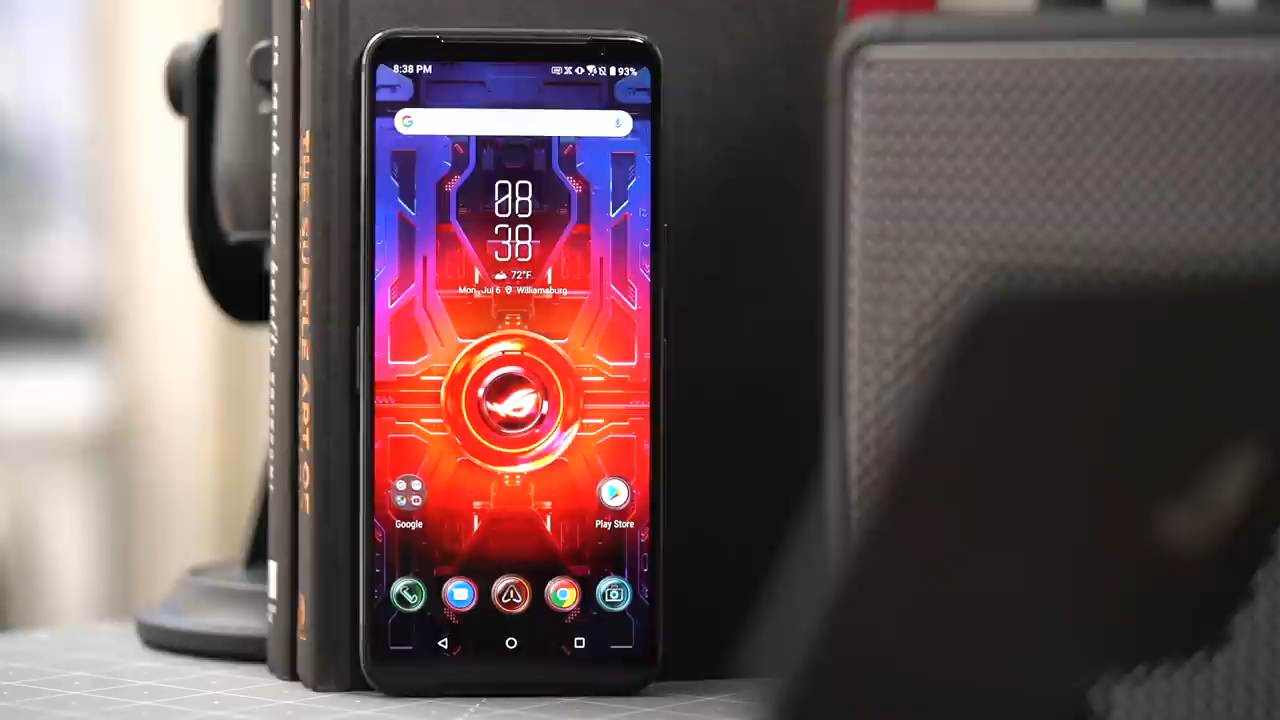 8:38 PM
93%
08
38
72°F
Mon, Jul 6 Williamsburg
Google
Play Store
THE SUBTLE ART OF